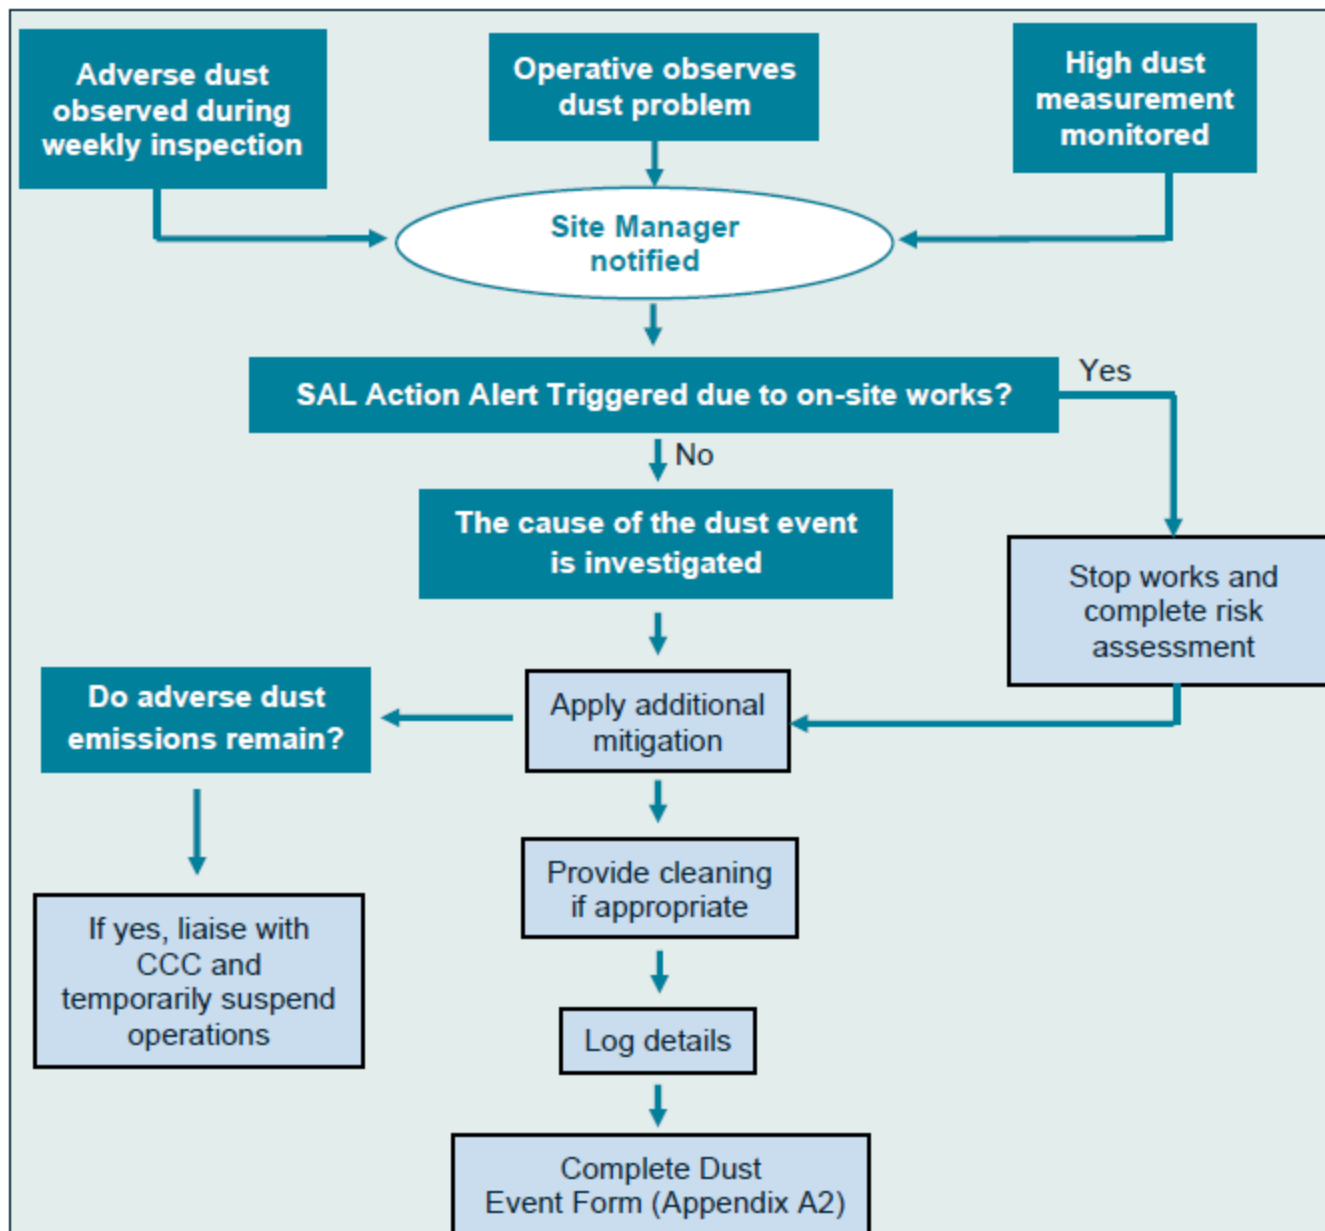 Adverse dust
observed during
weekly inspection
Operative observes
dust problem
High dust
measurement
monitored
Site Manager
notified
SAL Action Alert Triggered due to on-site works?
Yes
No
The cause of the dust event
is investigated
Stop works and
complete risk
assessment
Do adverse dust
emissions remain?
Apply additional
mitigation
If yes, liaise with
CCC and
temporarily suspend
operations
Provide cleaning
if appropriate
Log details
Complete Dust
Event Form (Appendix A2)